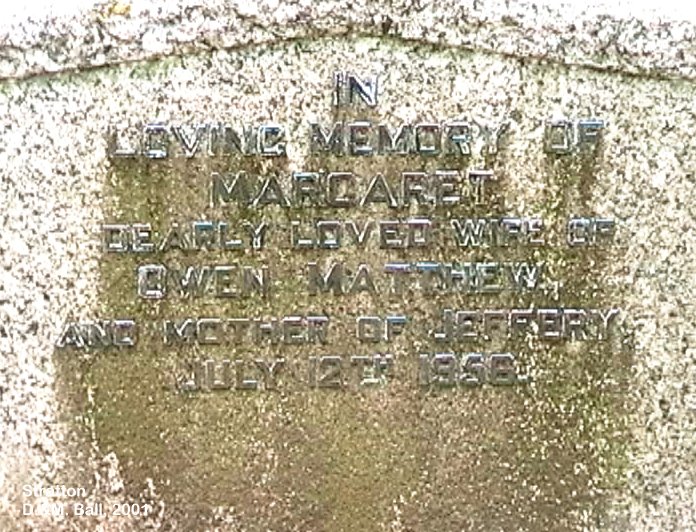 IN
LOVING MEMORY OF
MARGARET
DEARLY LOVED WIFE OF
OWEN MATTHEW,
AND MOTHER OF JEFFERY,
JULY 12TH 1958.
Stratton
D & M. Ball, 2001